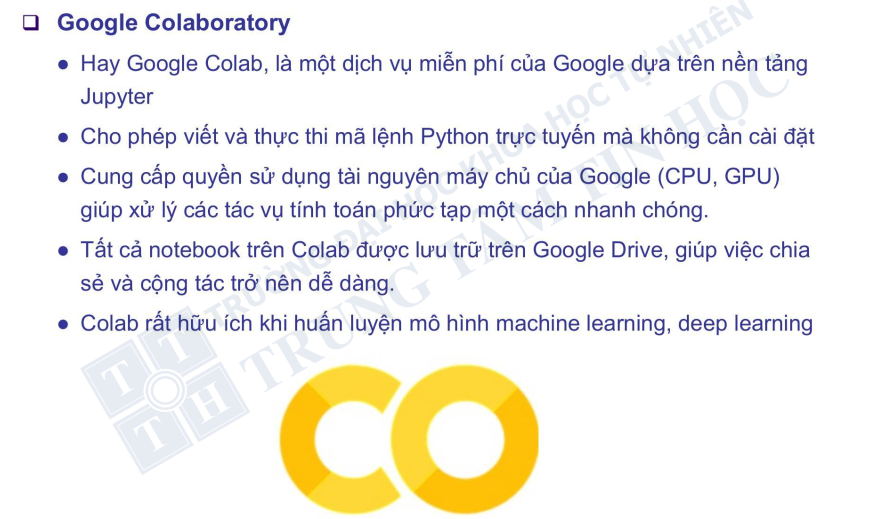 Google Colaboratory
Hay Google Colab, là một dịch vụ miễn phí của Google dựa trên nền tảng
Jupyter
Cho phép viết và thực thi mã lệnh Python trực tuyến mà không cần cài đặt
Cung cấp quyền sử dụng tài nguyên máy chủ của Google (CPU, GPU)
giúp xử lý các tác vụ tính toán phức tạp một cách nhanh chóng.
Tất cả notebook trên Colab được lưu trữ trên Google Drive, giúp việc chia
sẻ và cộng tác trở nên dễ dàng.
Colab rất hữu ích khi huấn luyện mô hình machine learning, deep learning
TRƯỜNG ĐẠI HỌC KHOA HỌC TỰ NHIÊN
TRUNG TÂM TIN HỌC
T T
T H
CO